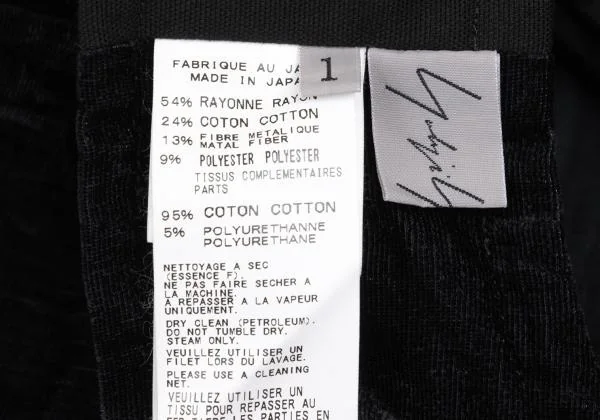 FABRIQUE AU
MADE IN JAPA
1
54% RAYONNE RAYON
24% COTON COTTON
13% FIBRE METALIQUE
MATAL FIBER
9% POLYESTER POLYESTER
TISSUS COMPLEMENTAIRES
PARTS
95% COTON COTTON
5% POLYURETHANNE
POLYURETHANE
NETTOYAGE A SEC
(ESSENCE F).
NE PAS FAIRE SECHER A
LA MACHINE.
A REPASSER A LA VAPEUR
UNIQUEMENT.
DRY CLEAN (PETROLEUM).
DO NOT TUMBLE DRY.
STEAM ONLY.
VEUILLEZ UTILISER UN
FILET LORS DU LAVAGE.
PLEASE USE A CLEANING
NET.
VEUILLEZ UTILISER UN
TISSU POUR REPASSER AU
LES PARTIES EN